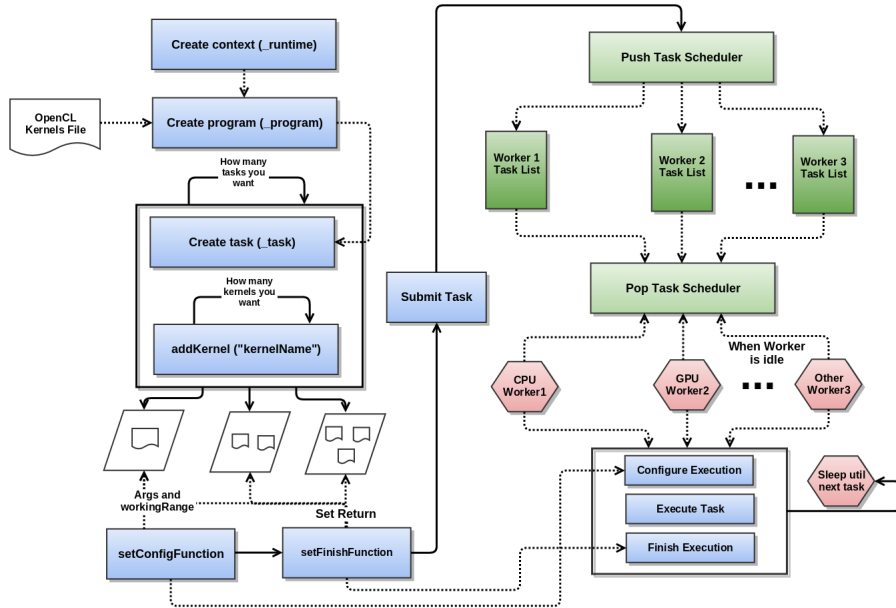 Create context (_runtime)
OpenCL
Kernels File
Create program (_program)
How many
tasks you
want
Create task (_task)
How many
kernels you
want
addKernel ("kernelName")
Args and
workingRange
Set Return
setConfigFunction
setFinishFunction
Submit Task
Push Task Scheduler
Worker 1
Task List
Worker 2
Task List
...
Worker 3
Task List
Pop Task Scheduler
When Worker
is idle
CPU
Worker1
GPU
Worker2
...
Other
Worker3
Configure Execution
Execute Task
Finish Execution
Sleep util
next task